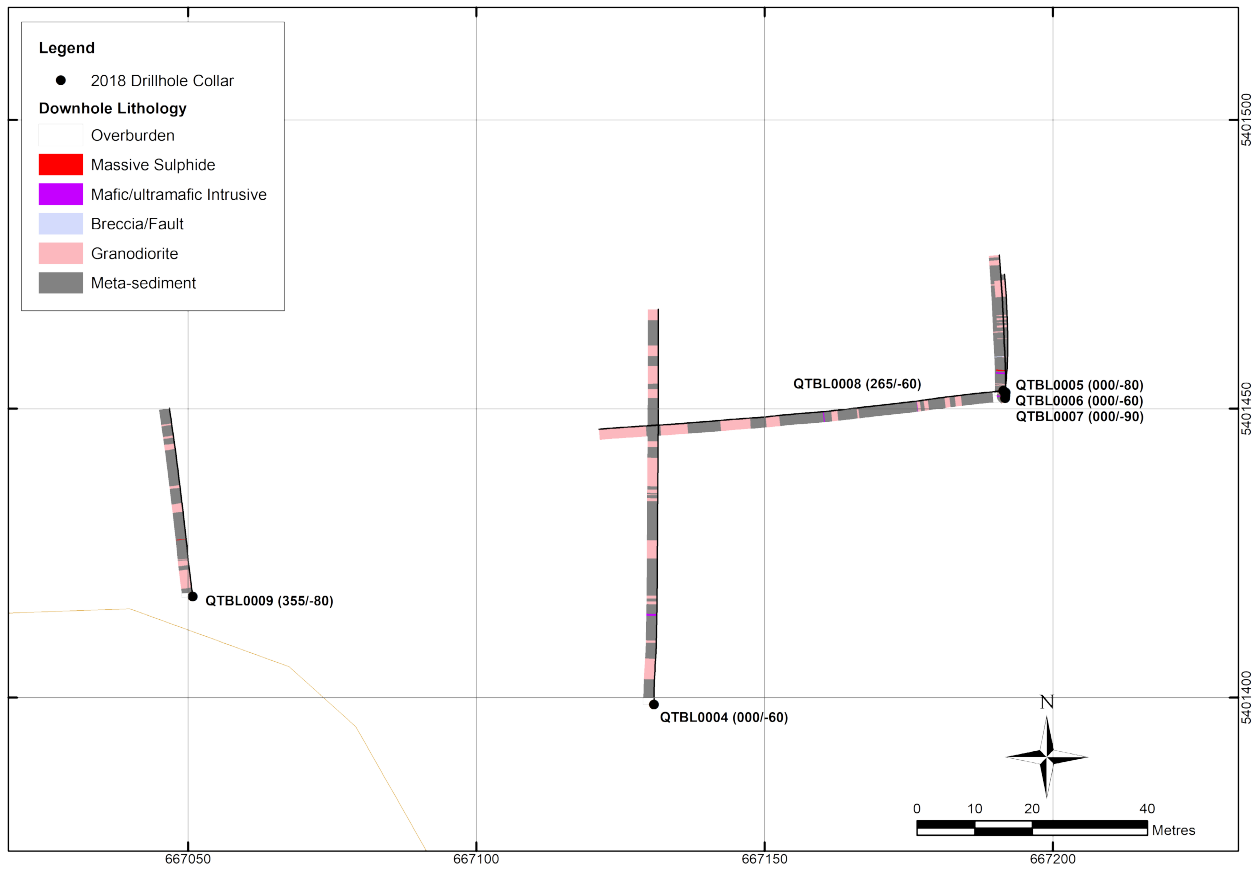 Legend
2018 Drillhole Collar
Downhole Lithology
Overburden
Massive Sulphide
Mafic/ultramafic Intrusive
Breccia/Fault
Granodiorite
Meta-sediment
5401500
QTBL0008 (265/-60)
QTBL0005 (000/-80)
QTBL0006 (000/-60)
QTBL0007 (000/-90)
5401450
QTBL0009 (355/-80)
QTBL0004 (000/-60)
5401400
N
0 10 20 40
Metres
667050 667100 667150 667200